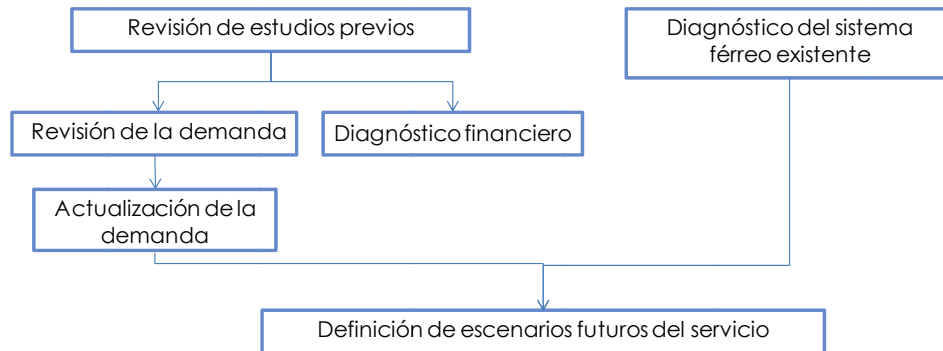 Revisión de estudios previos
Diagnóstico del sistema
férreo existente
Revisión de la demanda
Diagnóstico financiero
Actualización de la
demanda
Definición de escenarios futuros del servicio